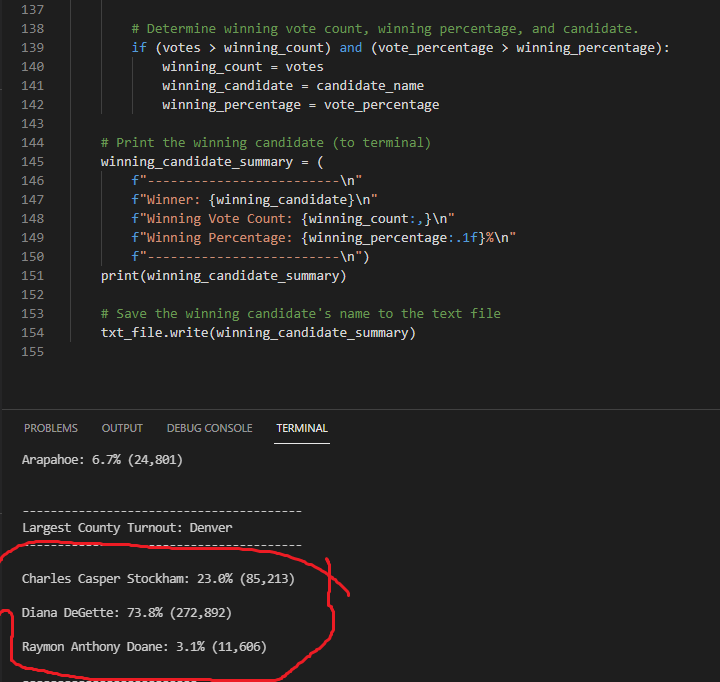 137
138 # Determine winning vote count, winning percentage, and candidate.
139 if (votes > winning_count) and (vote_percentage > winning_percentage):
140 winning_count = votes
141 winning_candidate = candidate_name
142 winning_percentage = vote_percentage
143
144 # Print the winning candidate (to terminal)
145 winning_candidate_summary = (
146 f"-------------------------\n"
147 f"Winner: {winning_candidate}\n"
148 f"Winning Vote Count: {winning_count:,}\n"
149 f"Winning Percentage: {winning_percentage:.1f}%\n"
150 f"-------------------------\n")
151 print(winning_candidate_summary)
152
153 # Save the winning candidate's name to the text file
154 txt_file.write(winning_candidate_summary)
155
PROBLEMS OUTPUT DEBUG CONSOLE TERMINAL
Arapahoe: 6.7% (24,801)
----------------------------------------
Largest County Turnout: Denver
----------------------------------------
Charles Casper Stockham: 23.0% (85,213)
Diana DeGette: 73.8% (272,892)
Raymon Anthony Doane: 3.1% (11,606)
-------------------------